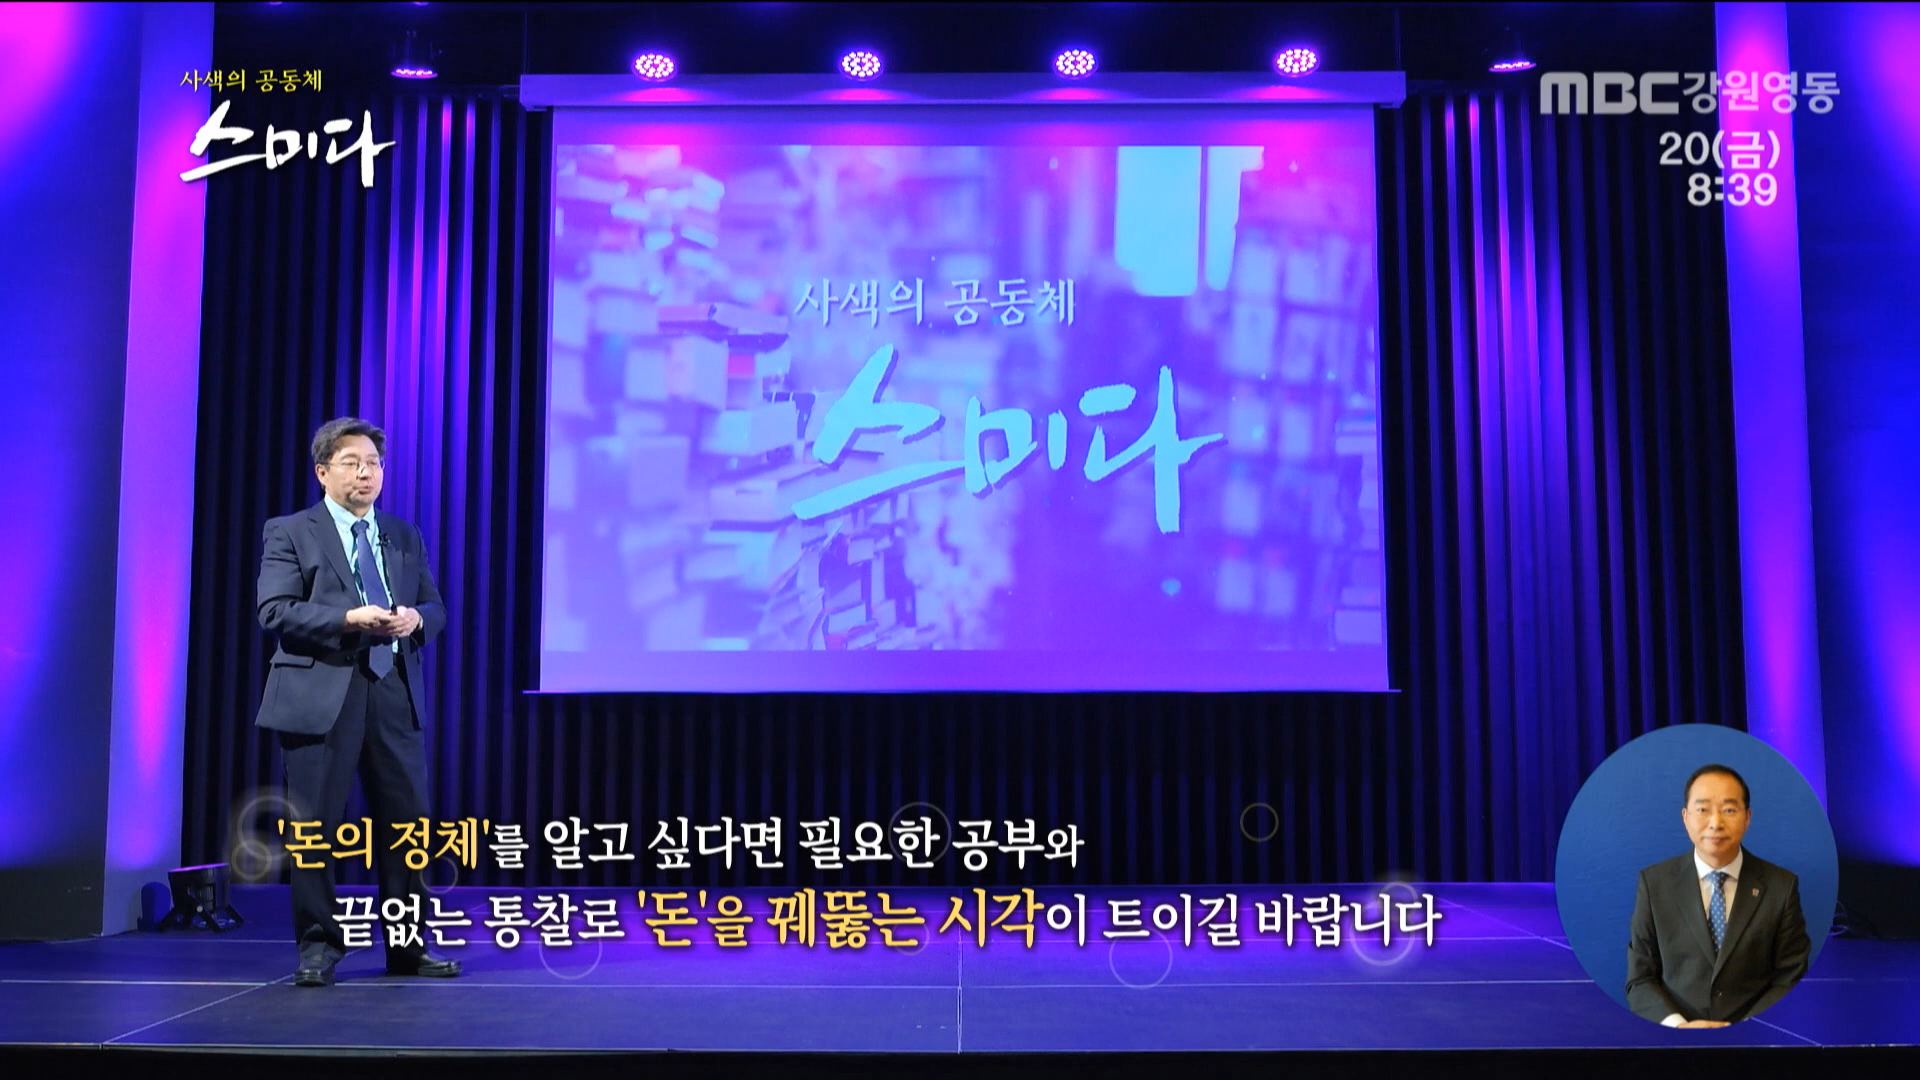 사색의 공동체
스미다
MBC강원영동
20(금)
8:39
사색의 공동체
스미다
'돈의 정체'를 알고 싶다면 필요한 공부와
끝없는 통찰로 '돈'을 꿰뚫는 시각이 트이길 바랍니다